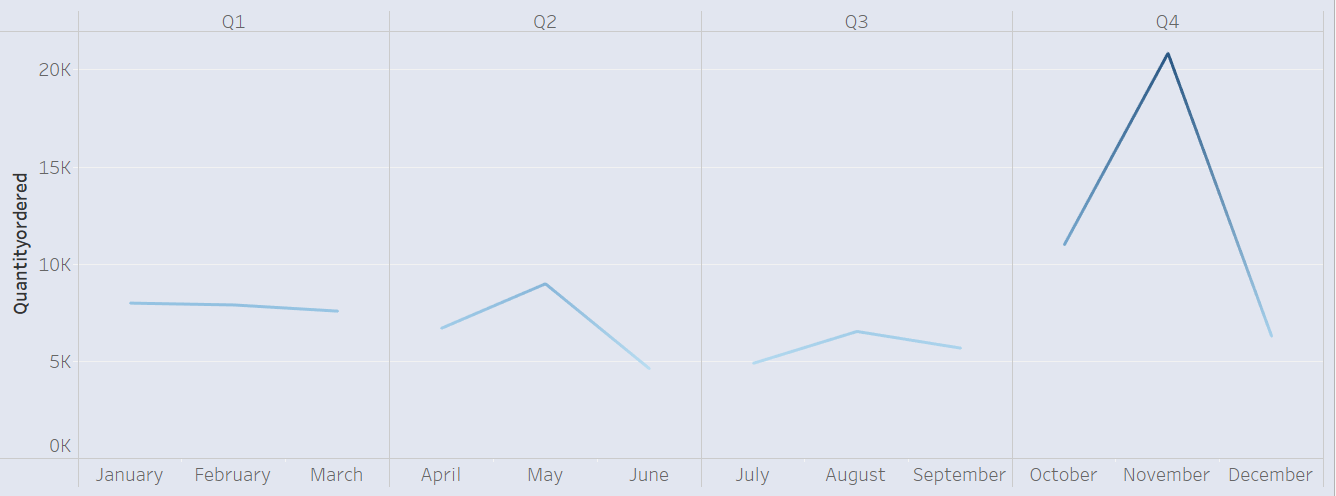 Q1 Q2 Q3 Q4
20K
15K
10K
5K
0K
Quantityordered
January February March April May June July August September October November December